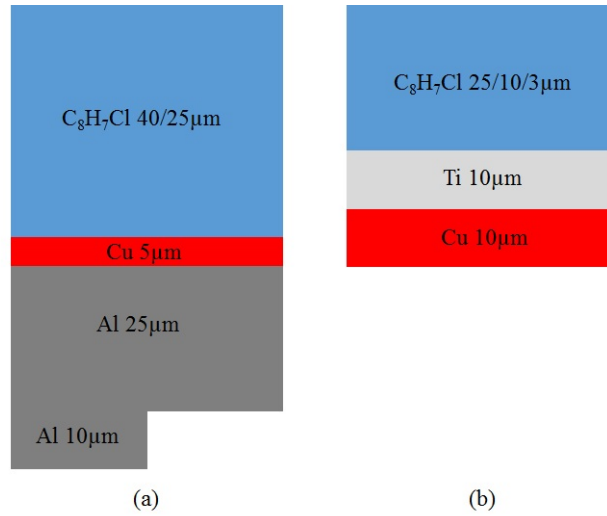 C₈H₇Cl 40/25µm
Cu 5µm
Al 25µm
Al 10µm
(a)
C₈H₇Cl 25/10/3µm
Ti 10µm
Cu 10µm
(b)